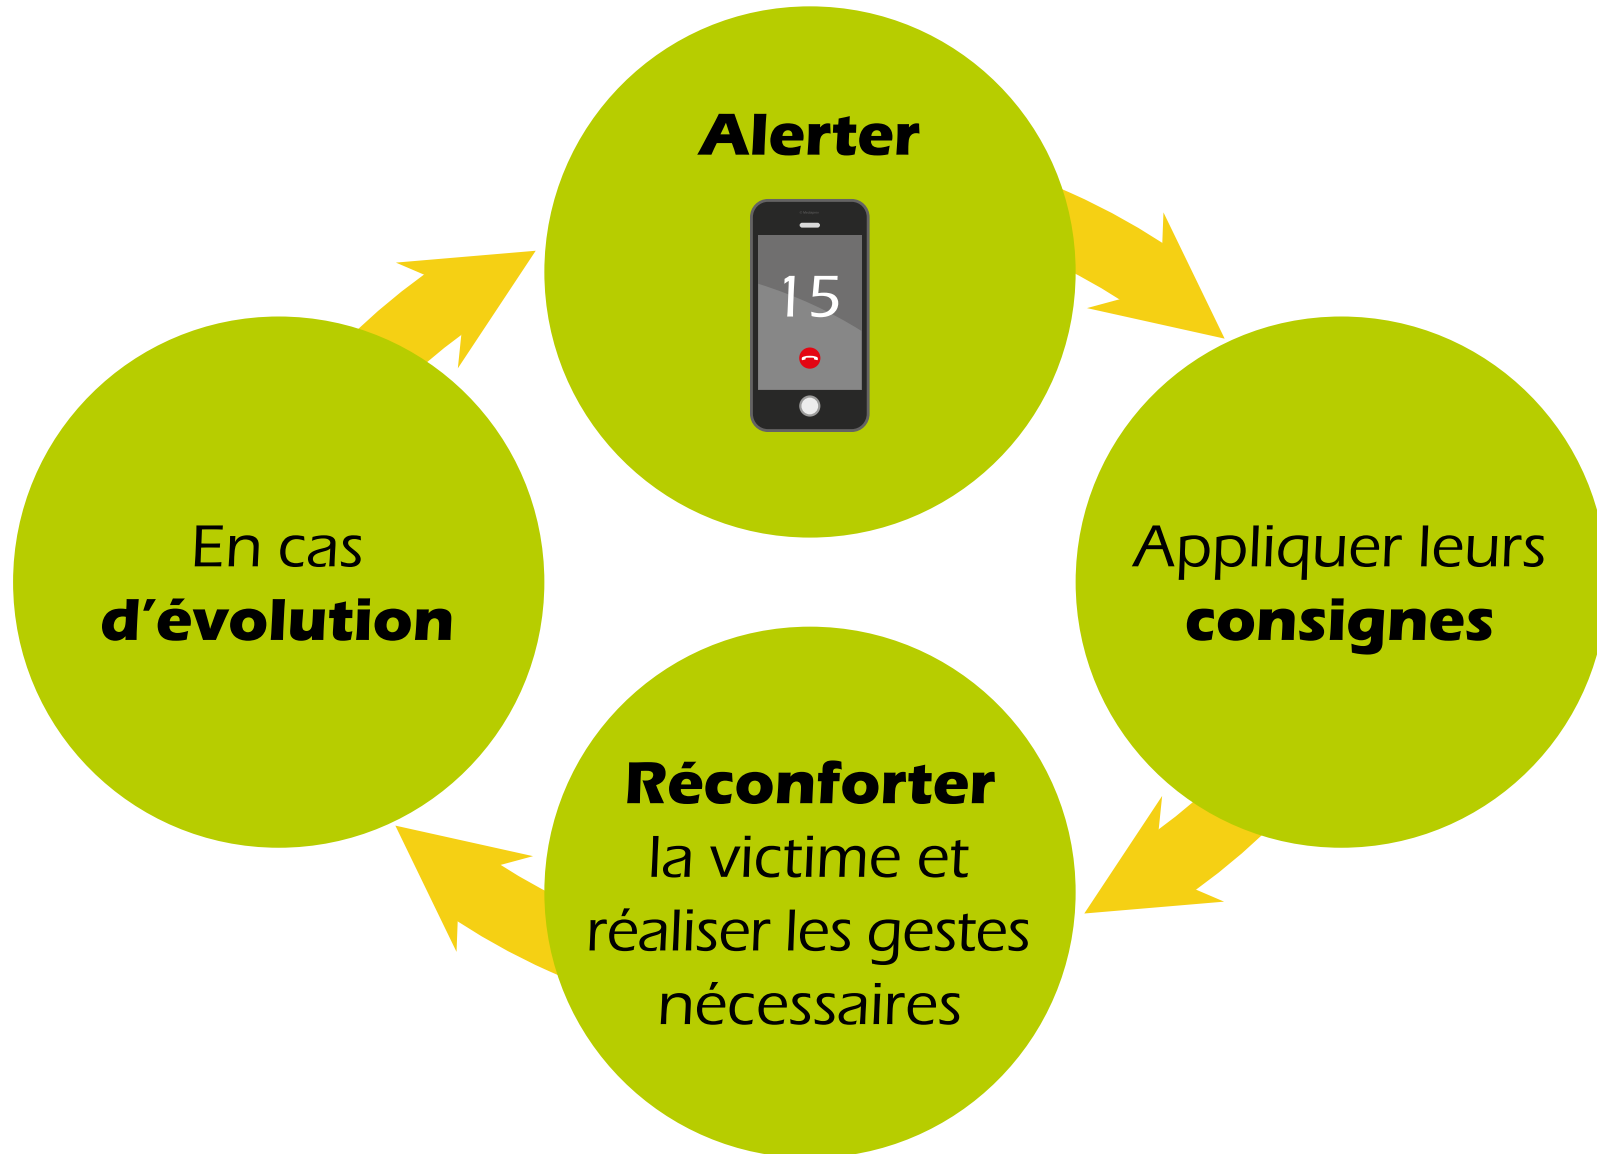 Alerter
15
Appliquer leurs
consignes
Réconforter
la victime et
réaliser les gestes
nécessaires
En cas
d’évolution